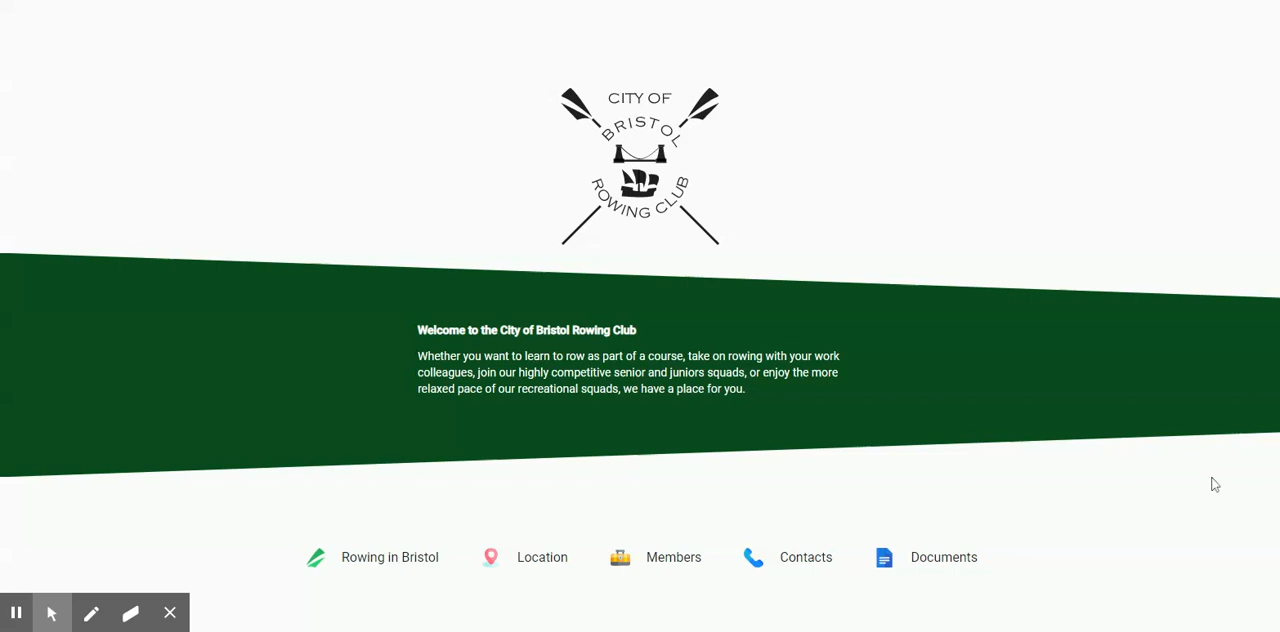 CITY OF
BRISTOL
ROWING CLUB
Welcome to the City of Bristol Rowing Club
Whether you want to learn to row as part of a course, take on rowing with your work
colleagues, join our highly competitive senior and juniors squads, or enjoy the more
relaxed pace of our recreational squads, we have a place for you.
Rowing in Bristol
Location
Members
Contacts
Documents